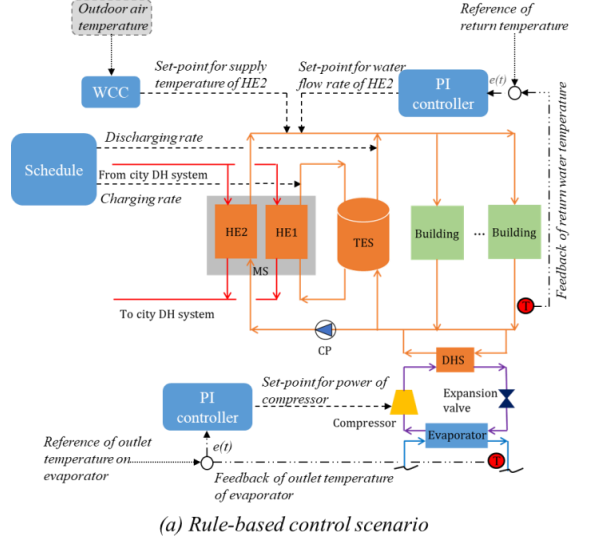 Outdoor air
temperature
Reference of
return temperature
WCC
Set-point for supply
temperature of HE2
Set-point for water
flow rate of HE2
PI
controller
e(t)
Schedule
Discharging rate
From city DH system
Charging rate
HE2
HE1
MS
TES
Building
...
Building
Feedback of return water temperature
T
To city DH system
CP
DHS
PI
controller
Set-point for power of
compressor
Compressor
Expansion
valve
Evaporator
Reference of outlet
temperature on
evaporator
e(t)
Feedback of outlet temperature
of evaporator
T
(a) Rule-based control scenario